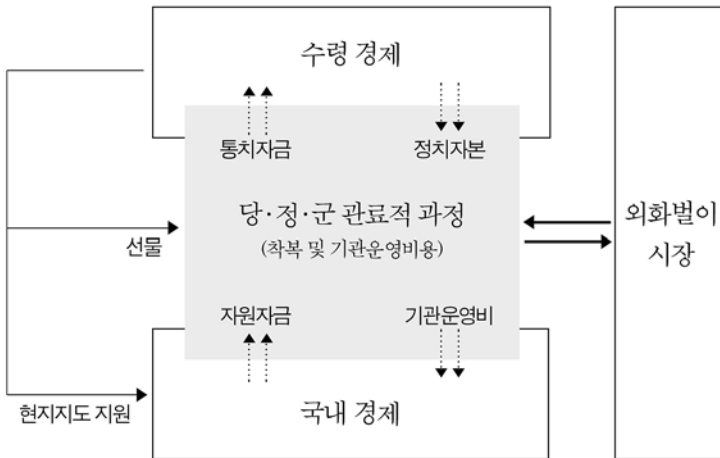 수령 경제
통치자금
정치자본
당·정·군 관료적 과정
(착복 및 기관운영비용)
외화벌이
시장
선물
자원자금
기관운영비
국내 경제
현지지도 지원